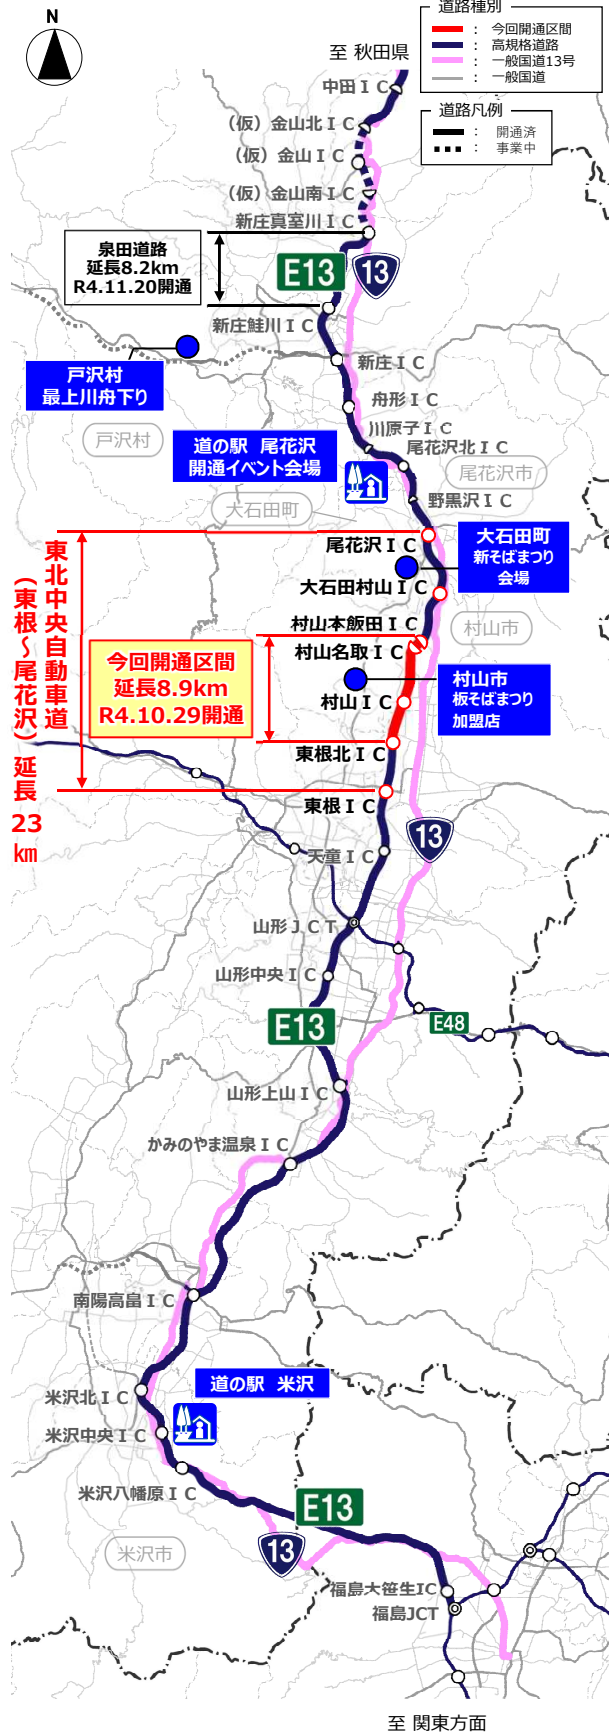 道路種別
： 今回開通区間
： 高規格道路
： 一般国道13号
： 一般国道
道路凡例
： 開通済
： 事業中
N
至 秋田県
中田ＩＣ
（仮）金山北ＩＣ
（仮）金山ＩＣ
（仮）金山南ＩＣ
新庄真室川ＩＣ
泉田道路
延長8.2km
R4.11.20開通
E13
13
新庄鮭川ＩＣ
新庄ＩＣ
戸沢村
最上川舟下り
舟形ＩＣ
戸沢村
川原子ＩＣ
道の駅 尾花沢
開通イベント会場
尾花沢北ＩＣ
尾花沢市
大石田町
野黒沢ＩＣ
尾花沢ＩＣ
大石田町
新そばまつり
会場
大石田村山ＩＣ
村山本飯田ＩＣ
村山市
村山名取ＩＣ
東北中央自動車道
（東根～尾花沢）延長
23
km
今回開通区間
延長8.9km
R4.10.29開通
村山市
板そばまつり
加盟店
村山ＩＣ
東根北ＩＣ
東根ＩＣ
13
天童ＩＣ
山形ＪＣＴ
山形中央ＩＣ
E13
E48
山形上山ＩＣ
かみのやま温泉ＩＣ
南陽高畠ＩＣ
道の駅 米沢
米沢北ＩＣ
米沢中央ＩＣ
米沢八幡原ＩＣ
E13
13
米沢市
福島大笹生IC
福島JCT
至 関東方面